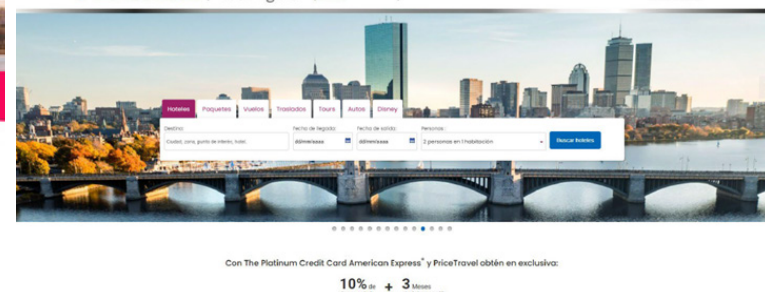 Hoteles Paquetes Vuelos Traslados Tours Autos Disney
Destino: Fecha de llegada: Fecha de salida: Personas:
Ciudad, zona, punto de interés, hotel. dd/mm/aaaa dd/mm/aaaa 2 personas en 1 habitación Buscar hoteles
Con The Platinum Credit Card American Express® y PriceTravel obtén en exclusiva:
10% de + 3 Meses